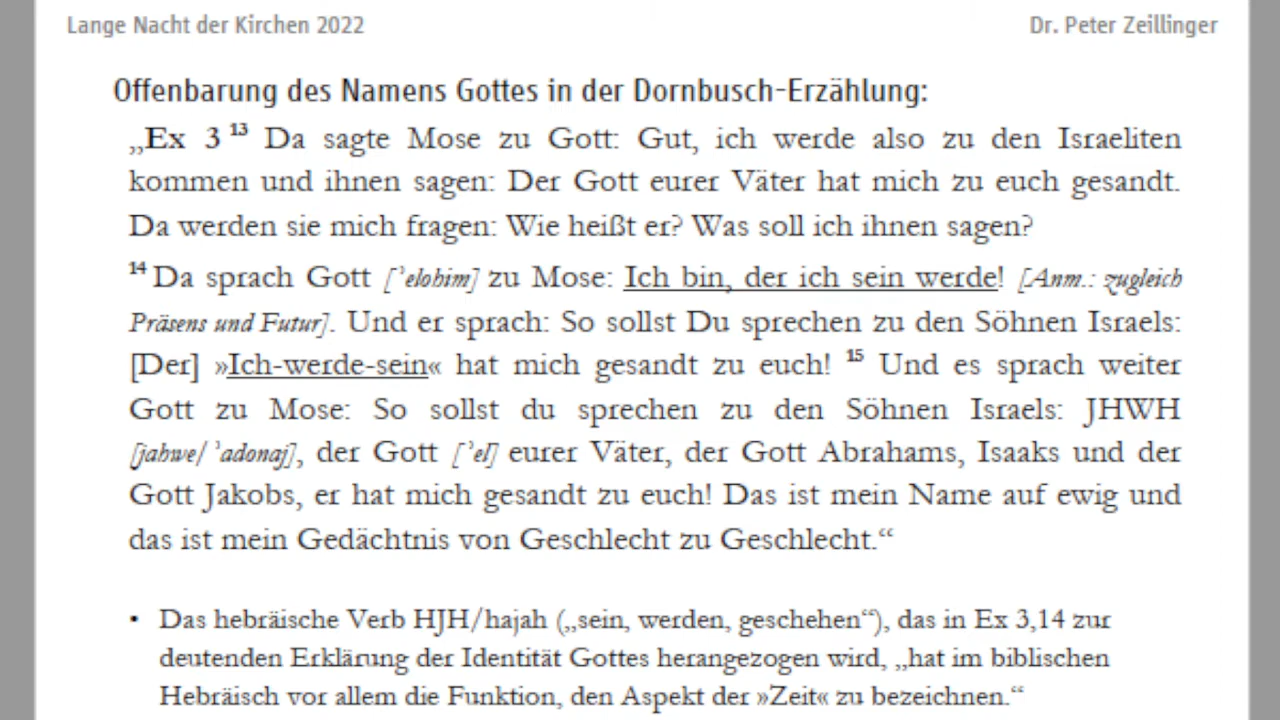 Lange Nacht der Kirchen 2022
Dr. Peter Zeillinger
Offenbarung des Namens Gottes in der Dornbusch-Erzählung:
„Ex 3 13 Da sagte Mose zu Gott: Gut, ich werde also zu den Israeliten
kommen und ihnen sagen: Der Gott eurer Väter hat mich zu euch gesandt.
Da werden sie mich fragen: Wie heißt er? Was soll ich ihnen sagen?
14 Da sprach Gott [ʾelohim] zu Mose: Ich bin, der ich sein werde! [Anm.: zugleich
Präsens und Futur]. Und er sprach: So sollst Du sprechen zu den Söhnen Israels:
[Der] »Ich-werde-sein« hat mich gesandt zu euch! 15 Und es sprach weiter
Gott zu Mose: So sollst du sprechen zu den Söhnen Israels: JHWH
[jahwe/ ʾadonaj], der Gott [ʾel] eurer Väter, der Gott Abrahams, Isaaks und der
Gott Jakobs, er hat mich gesandt zu euch! Das ist mein Name auf ewig und
das ist mein Gedächtnis von Geschlecht zu Geschlecht.“
• Das hebräische Verb HJH/hajah („sein, werden, geschehen“), das in Ex 3,14 zur
deutenden Erklärung der Identität Gottes herangezogen wird, „hat im biblischen
Hebräisch vor allem die Funktion, den Aspekt der »Zeit« zu bezeichnen.“